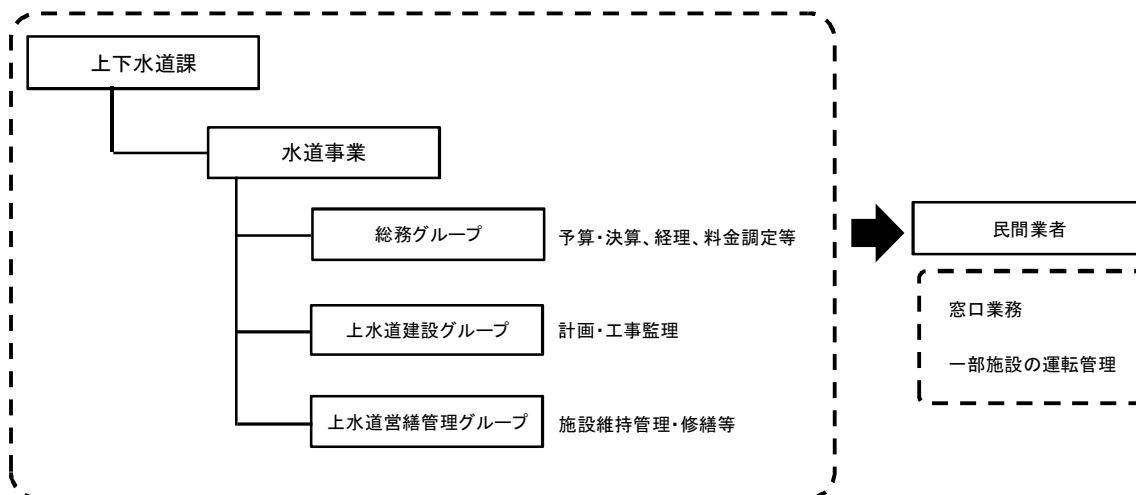 上下水道課
水道事業
総務グループ
予算・決算、経理、料金調定等
民間業者
窓口業務
上水道建設グループ
計画・工事監理
一部施設の運転管理
上水道営繕管理グループ
施設維持管理・修繕等